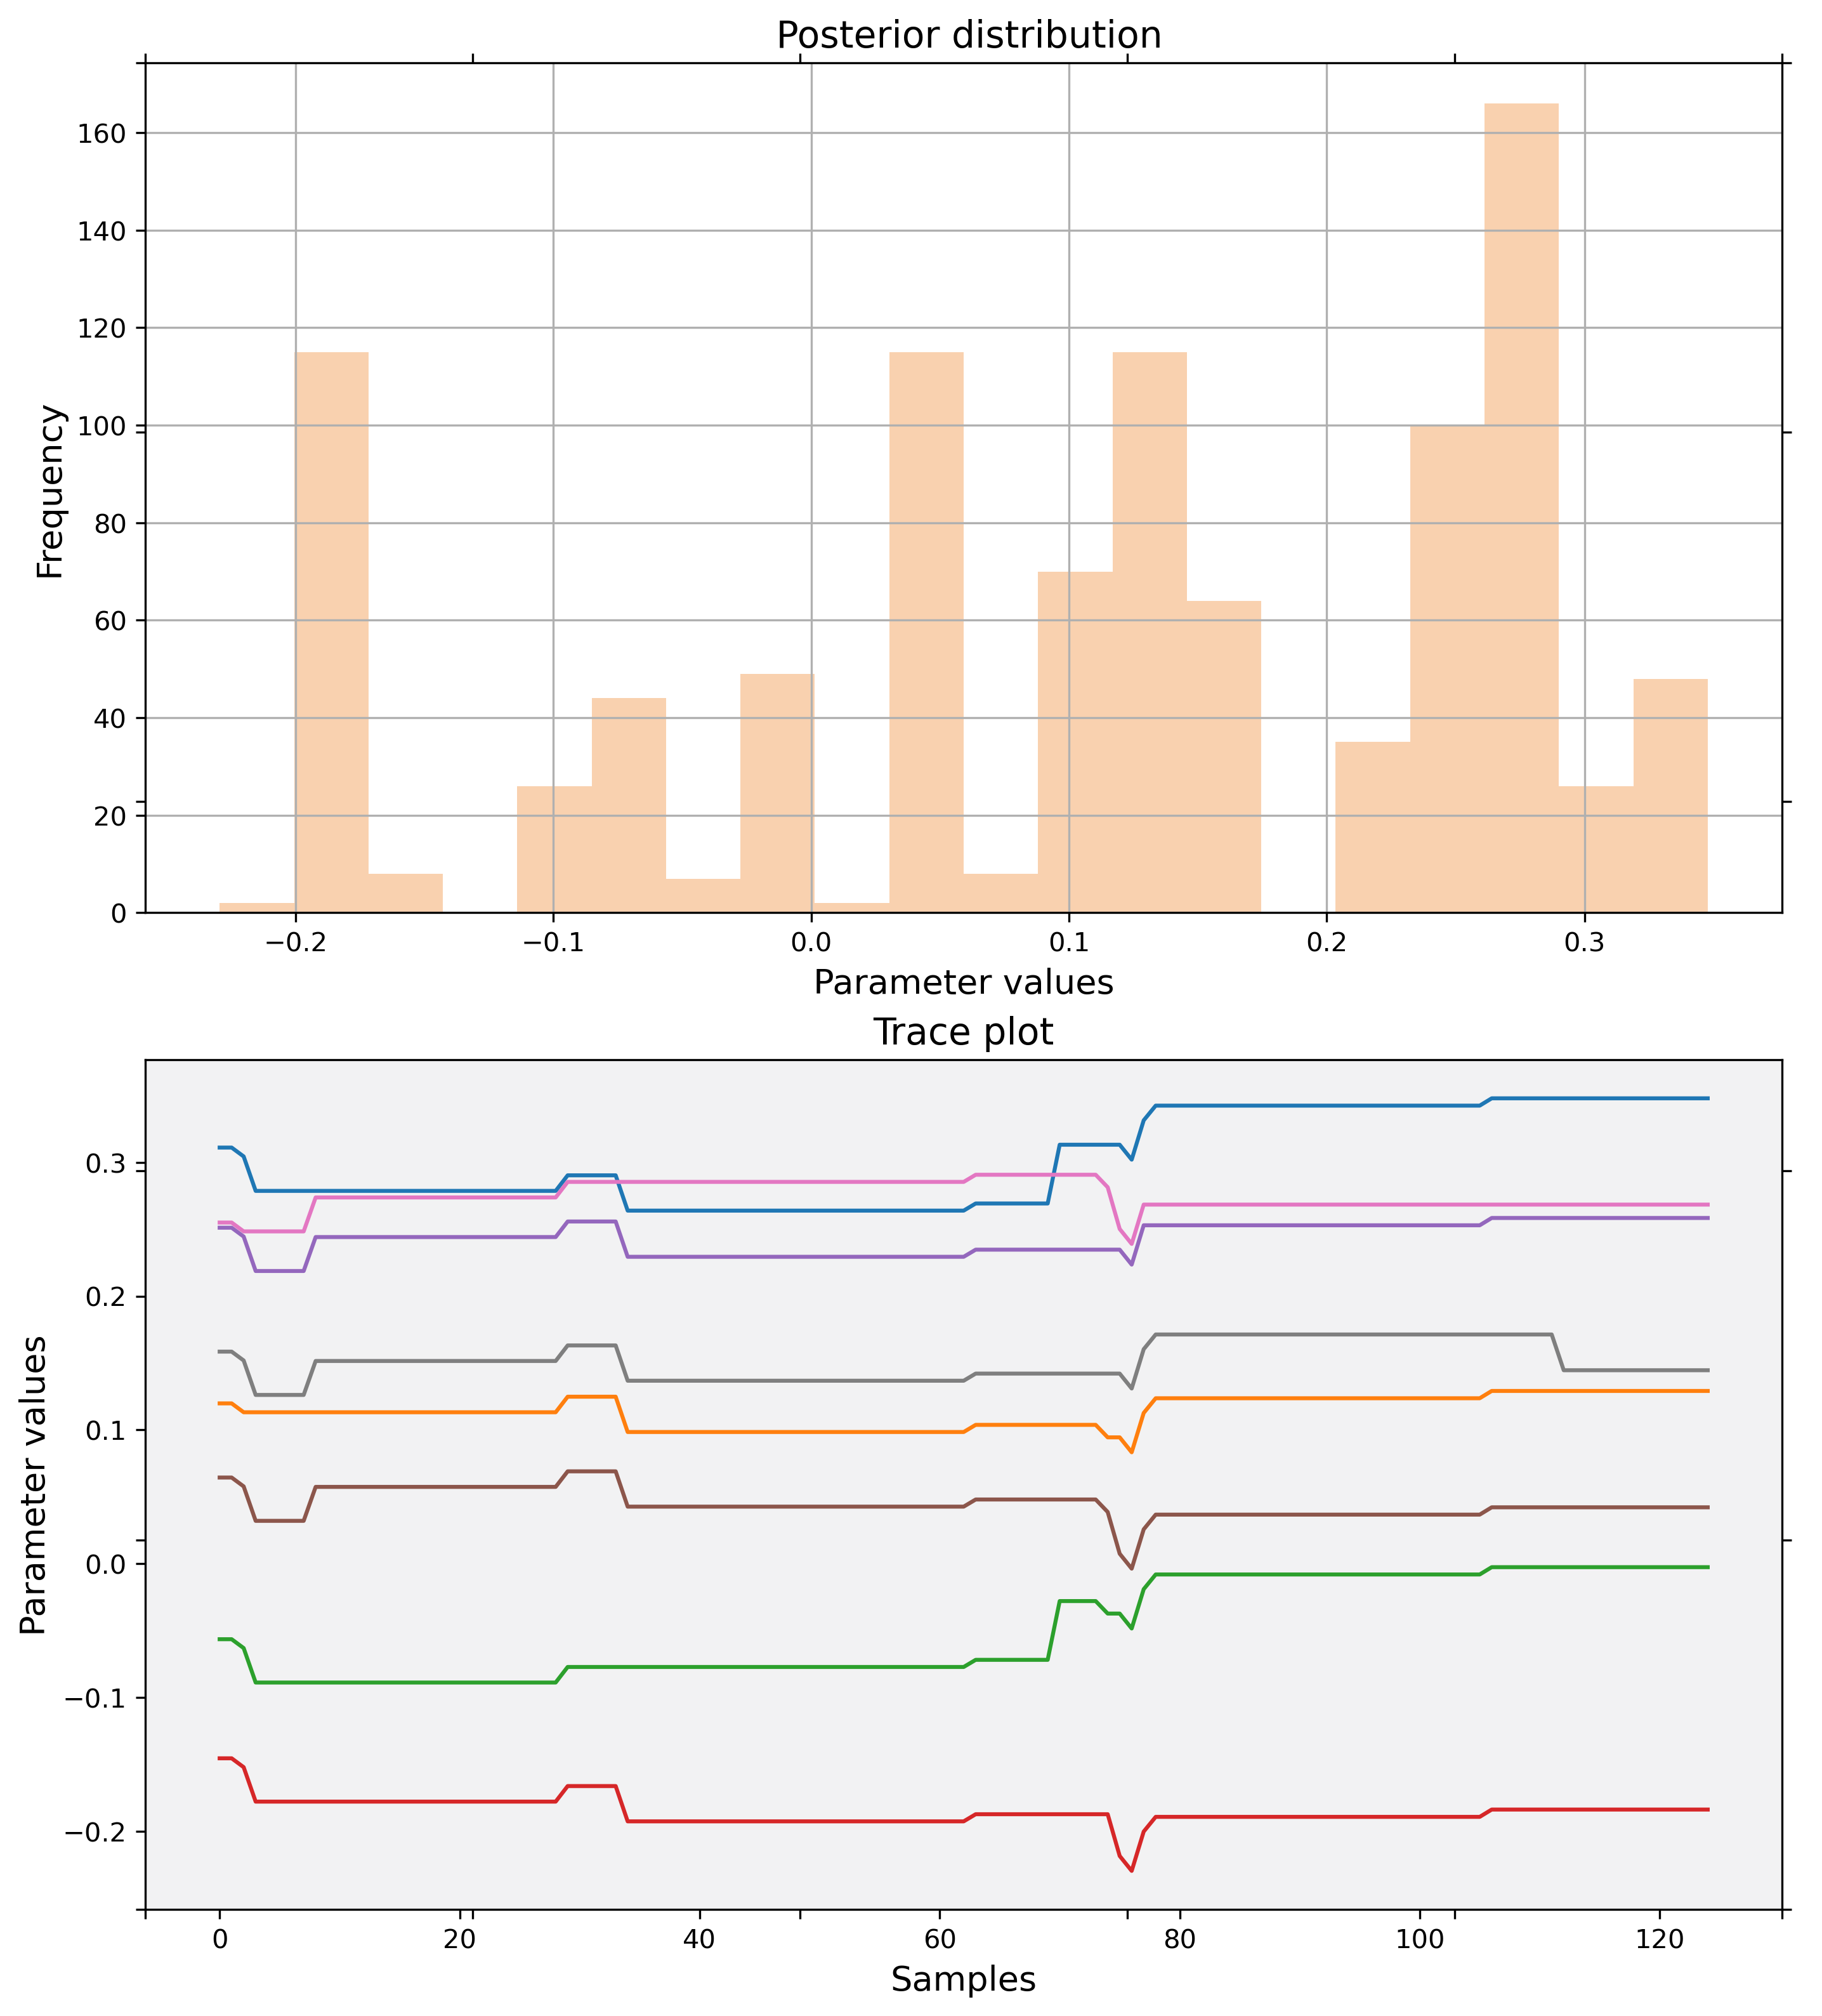 Posterior distribution
160
140
120
100
80
60
40
20
0
Frequency
−0.2 −0.1 0.0 0.1 0.2 0.3
Parameter values
Trace plot
0.3
0.2
0.1
0.0
−0.1
−0.2
Parameter values
0 20 40 60 80 100 120
Samples